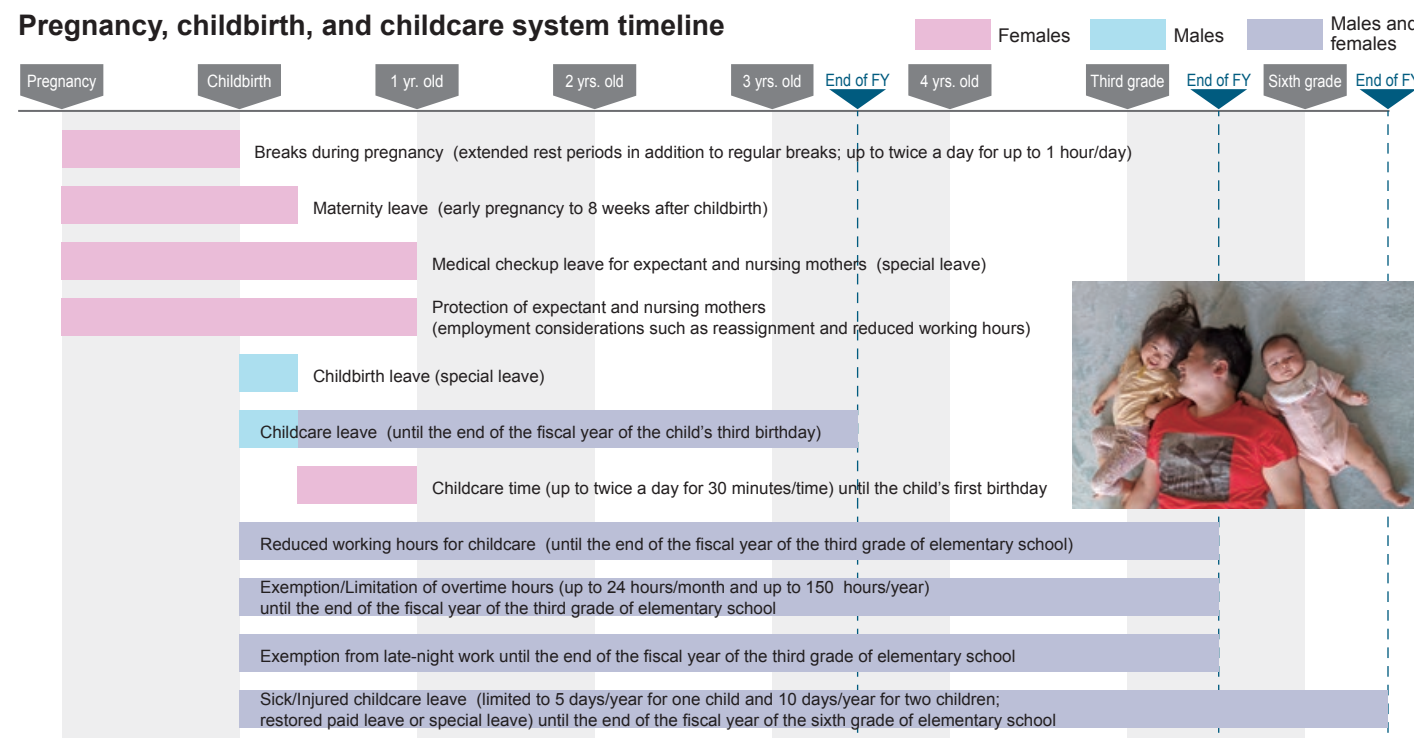 Pregnancy, childbirth, and childcare system timeline
Females
Males
Males and
females
Pregnancy
Childbirth
1 yr. old
2 yrs. old
3 yrs. old
End of FY
4 yrs. old
Third grade
End of FY
Sixth grade
End of FY
Breaks during pregnancy (extended rest periods in addition to regular breaks; up to twice a day for up to 1 hour/day)
Maternity leave (early pregnancy to 8 weeks after childbirth)
Medical checkup leave for expectant and nursing mothers (special leave)
Protection of expectant and nursing mothers
(employment considerations such as reassignment and reduced working hours)
Childbirth leave (special leave)
Childcare leave (until the end of the fiscal year of the child's third birthday)
Childcare time (up to twice a day for 30 minutes/time) until the child's first birthday
Reduced working hours for childcare (until the end of the fiscal year of the third grade of elementary school)
Exemption/Limitation of overtime hours (up to 24 hours/month and up to 150 hours/year)
until the end of the fiscal year of the third grade of elementary school
Exemption from late-night work until the end of the fiscal year of the third grade of elementary school
Sick/Injured childcare leave (limited to 5 days/year for one child and 10 days/year for two children;
restored paid leave or special leave) until the end of the fiscal year of the sixth grade of elementary school